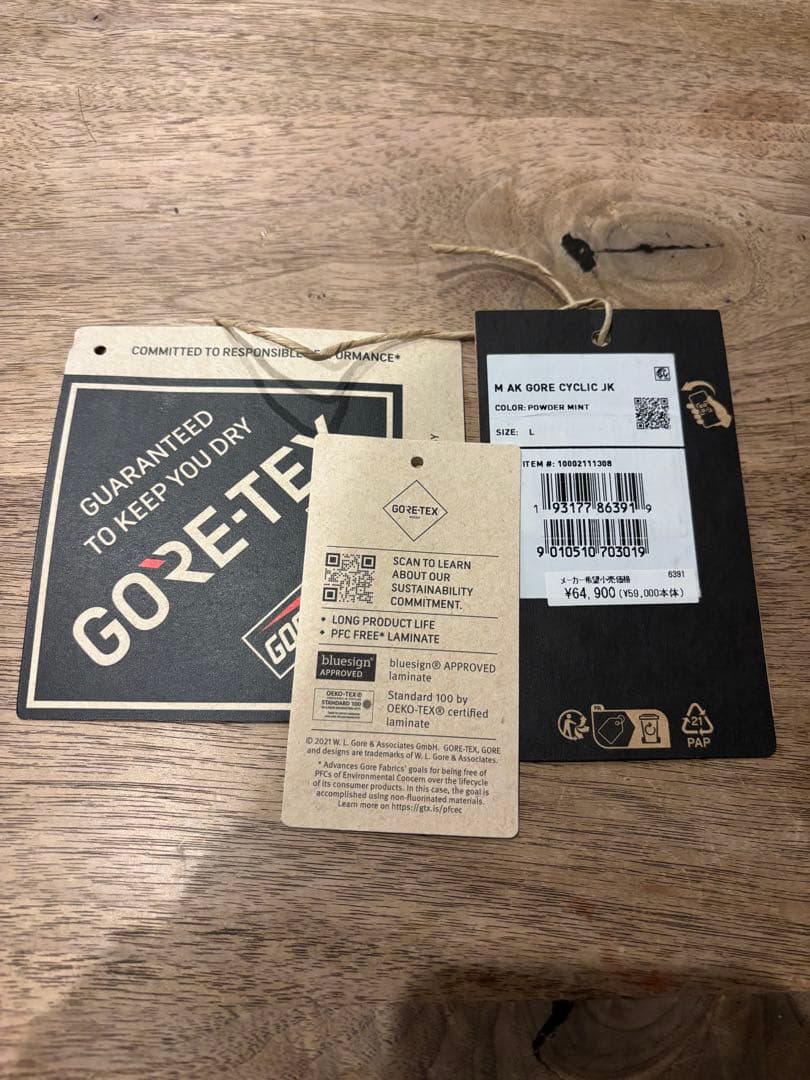 COMMITTED TO RESPONSIBLE
ORMANCE*
GUARANTEED
TO KEEP YOU DRY
GORE-TEX
GOR
GORE-TEX
SCAN TO LEARN
ABOUT OUR
SUSTAINABILITY
COMMITMENT.
• LONG PRODUCT LIFE
• PFC FREE* LAMINATE
bluesign®
APPROVED
bluesign® APPROVED
laminate
OEKO-TEX®
STANDARD 100
Standard 100 by
OEKO-TEX® certified
laminate
© 2021 W. L. Gore & Associates GmbH. GORE-TEX, GORE
and designs are trademarks of W. L. Gore & Associates.
* Advances Gore Fabrics' goals for being free of
PFCs of Environmental Concern over the lifecycle
of its consumer products. In this case, the goal is
accomplished using non-fluorinated materials.
Learn more on https://gtx.is/pfcec
M AK GORE CYCLIC JK
COLOR: POWDER MINT
SIZE: L
ITEM #: 10002111308
1 93177 86391 9
9 010510 703019
6391
メーカー希望小売価格
¥64,900 (¥59,000本体)
FR
21
PAP